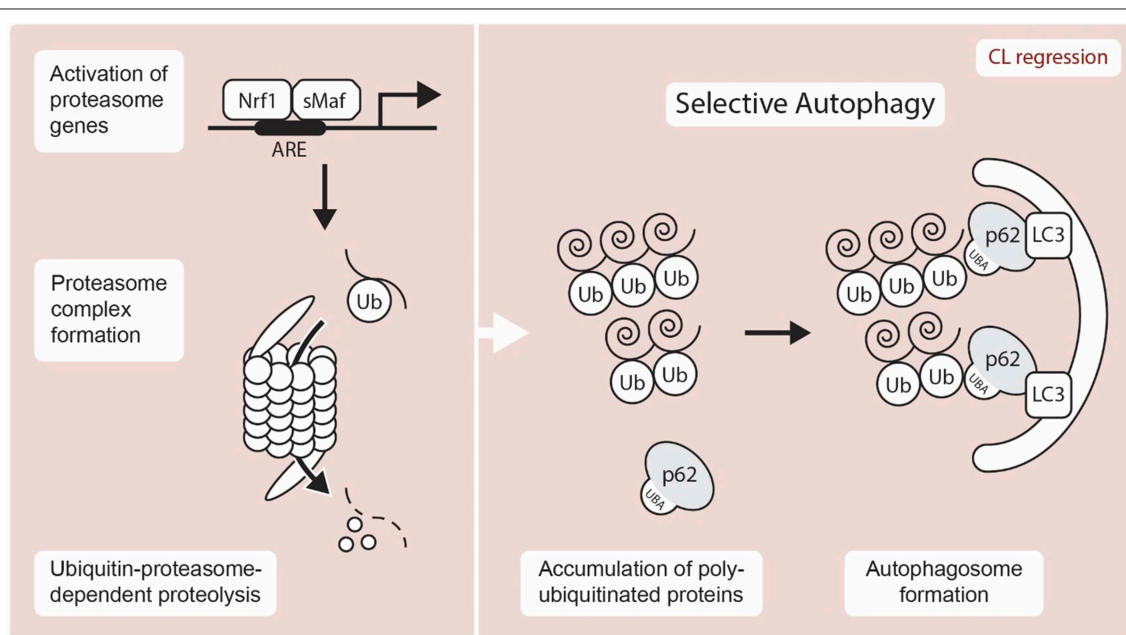 Activation of
proteasome
genes
Nrf1
sMaf
ARE
Proteasome
complex
formation
Ub
Ubiquitin-proteasome-
dependent proteolysis
CL regression
Selective Autophagy
Ub
Ub
Ub
Ub
Ub
p62
UBA
Accumulation of poly-
ubiquitinated proteins
Ub
Ub
Ub
p62
UBA
LC3
Ub
Ub
p62
UBA
LC3
Autophagosome
formation